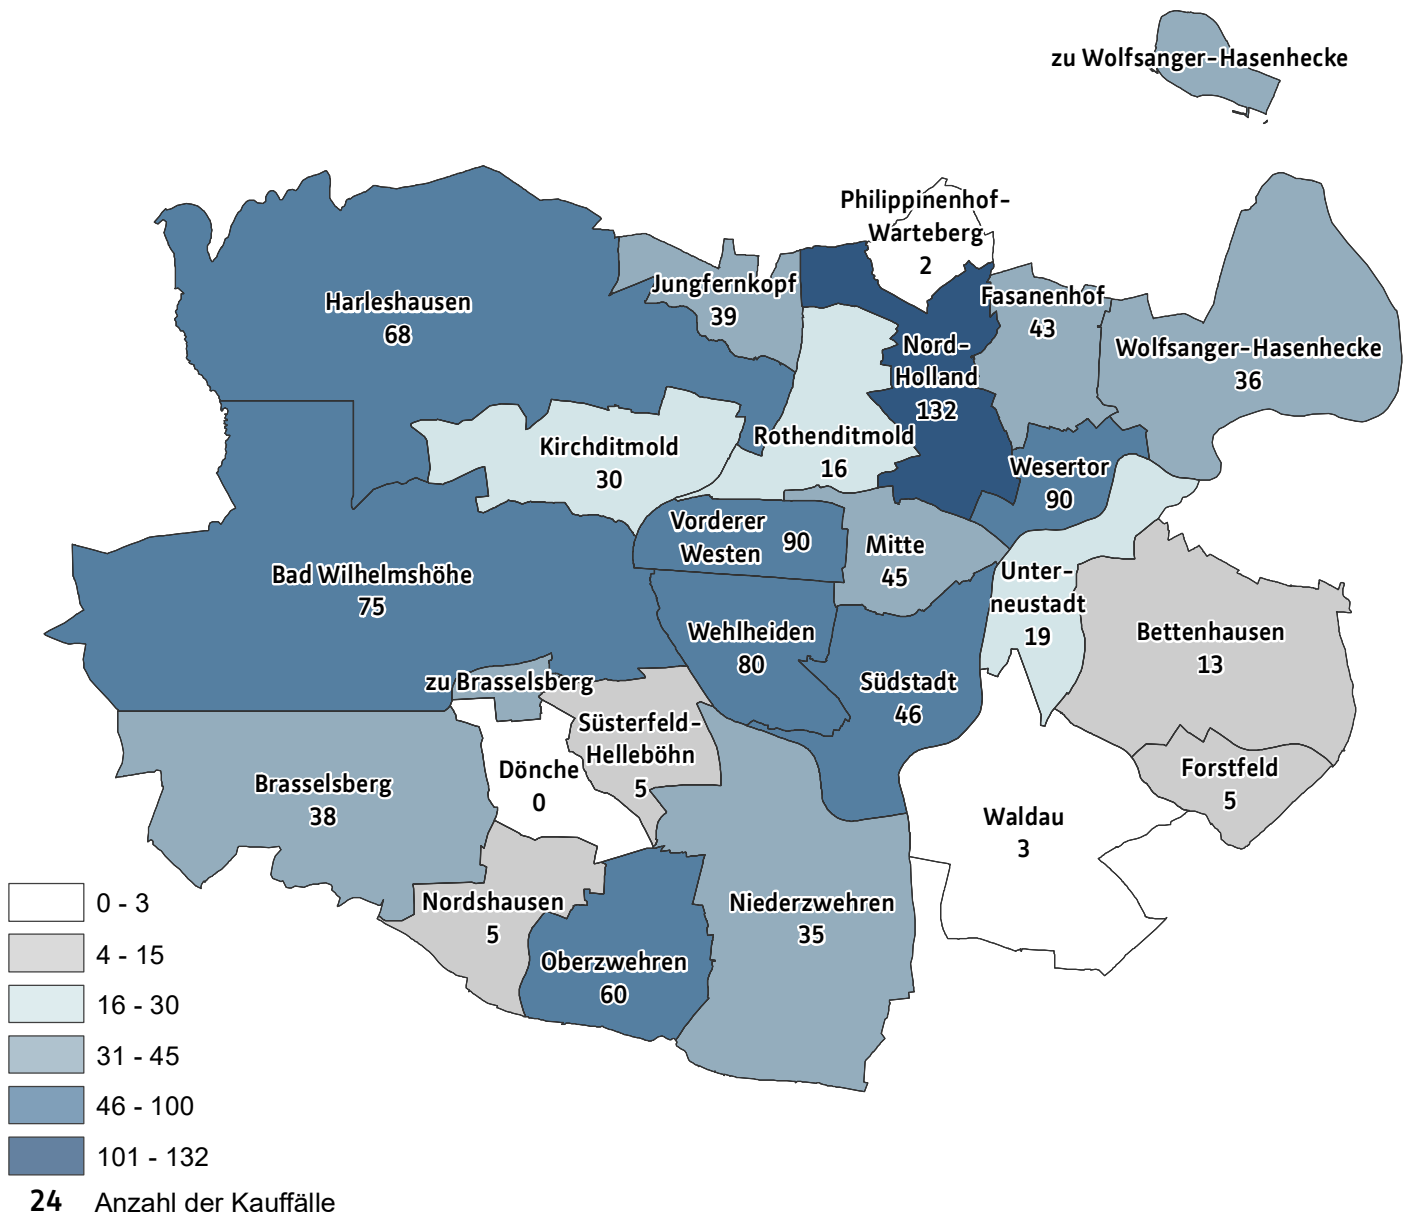 zu Wolfsanger-Hasenhecke
Philippinenhof-
Warteberg
2
Harleshausen
68
Jungfernkopf
39
Fasanenhof
43
Nord-
Holland
132
Wolfsanger-Hasenhecke
36
Kirchditmold
30
Rothenditmold
16
Wesertor
90
Vorderer
Westen 90
Mitte
45
Bad Wilhelmshöhe
75
Unter-
neustadt
19
Wehlheiden
80
Bettenhausen
13
zu Brasselsberg
Südstadt
46
Süsterfeld-
Helleböhn
5
Dönche
0
Brasselsberg
38
Forstfeld
5
Waldau
3
Nordshausen
5
Niederzwehren
35
Oberzwehren
60
0 - 3
4 - 15
16 - 30
31 - 45
46 - 100
101 - 132
24 Anzahl der Kauffälle